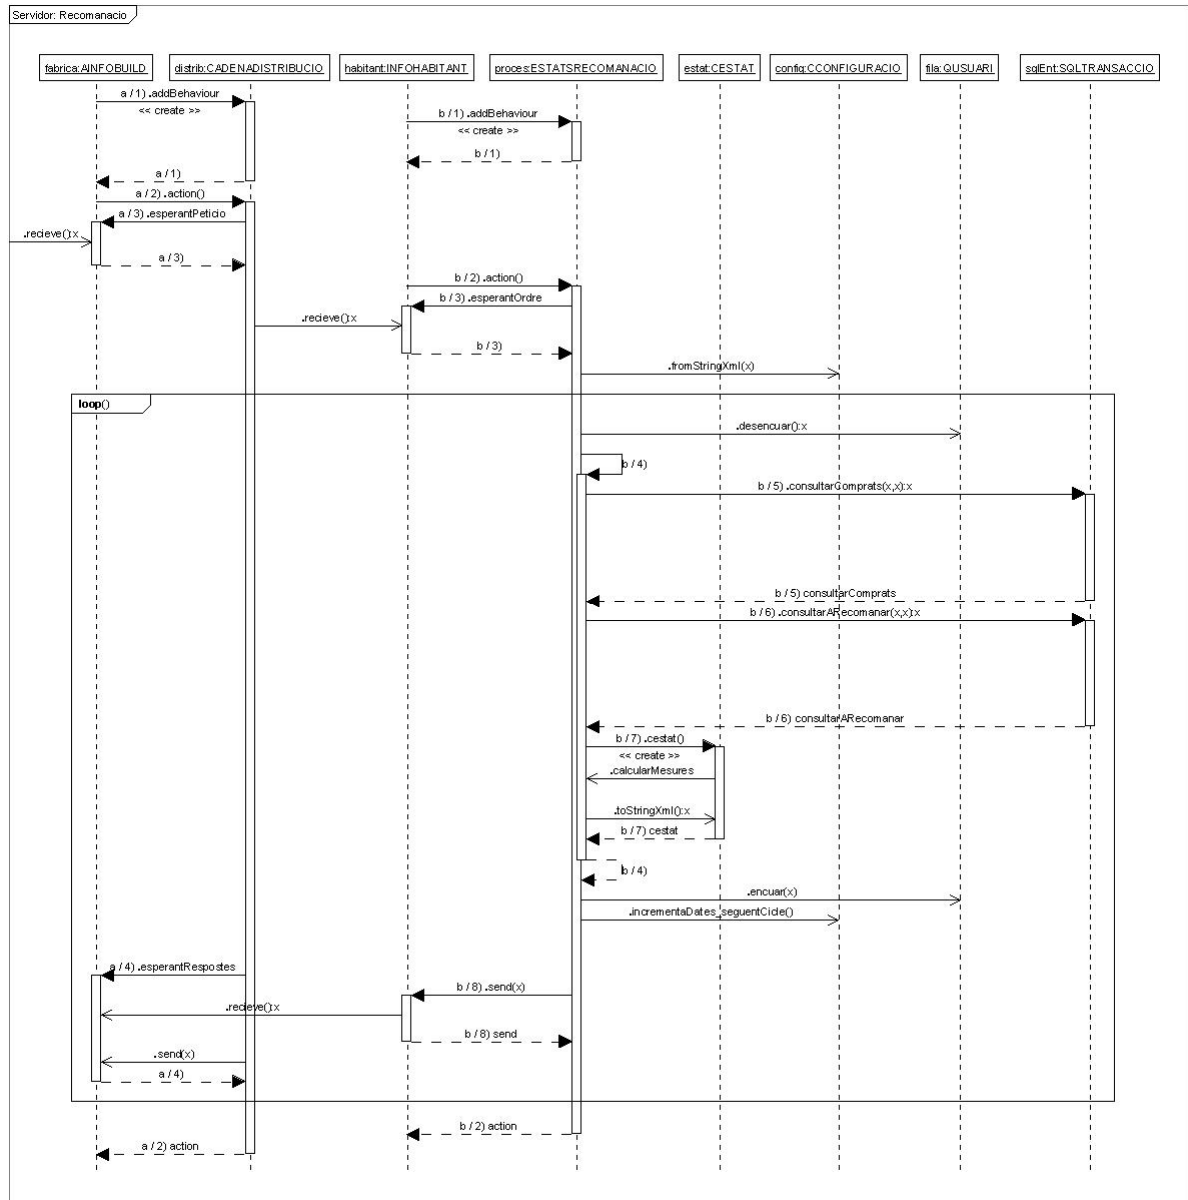 Servidor: Recomanacio
fabrica:AINFOBUILD
distrib:CADENADISTRIBUCIO
habitant:INFOHABITANT
proces:ESTATSRECOMANACIO
estat:CESTAT
config:CCONFIGURACIO
fila:QUSUARI
sqlEnt:SQLTRANSACCIO
a / 1) .addBehaviour
<< create >>
b / 1) .addBehaviour
<< create >>
b / 1)
a / 1)
a / 2) .action()
a / 3) .esperantPeticio
.recieve():x
a / 3)
b / 2) .action()
b / 3) .esperantOrdre
.recieve():x
b / 3)
.fromStringXml(x)
loop()
.desencuar():x
b / 4)
b / 5) .consultarComprats(x,x):x
b / 5) consultarComprats
b / 6) .consultarARecomanar(x,x):x
b / 6) consultarARecomanar
b / 7) .cestat()
<< create >>
.calcularMesures
.toStringXml():x
b / 7) cestat
b / 4)
.encuar(x)
.incrementaDates_seguentCicle()
a / 4) .esperantRespostes
b / 8) .send(x)
.recieve():x
b / 8) send
.send(x)
a / 4)
b / 2) action
a / 2) action